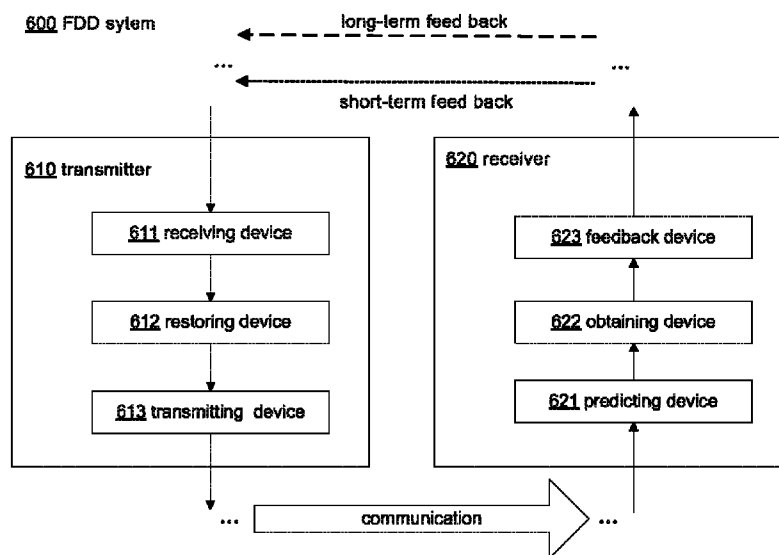 600 FDD sytem
long-term feed back
... ...
short-term feed back
610 transmitter
611 receiving device
612 restoring device
613 transmitting device
620 receiver
623 feedback device
622 obtaining device
621 predicting device
... communication ...